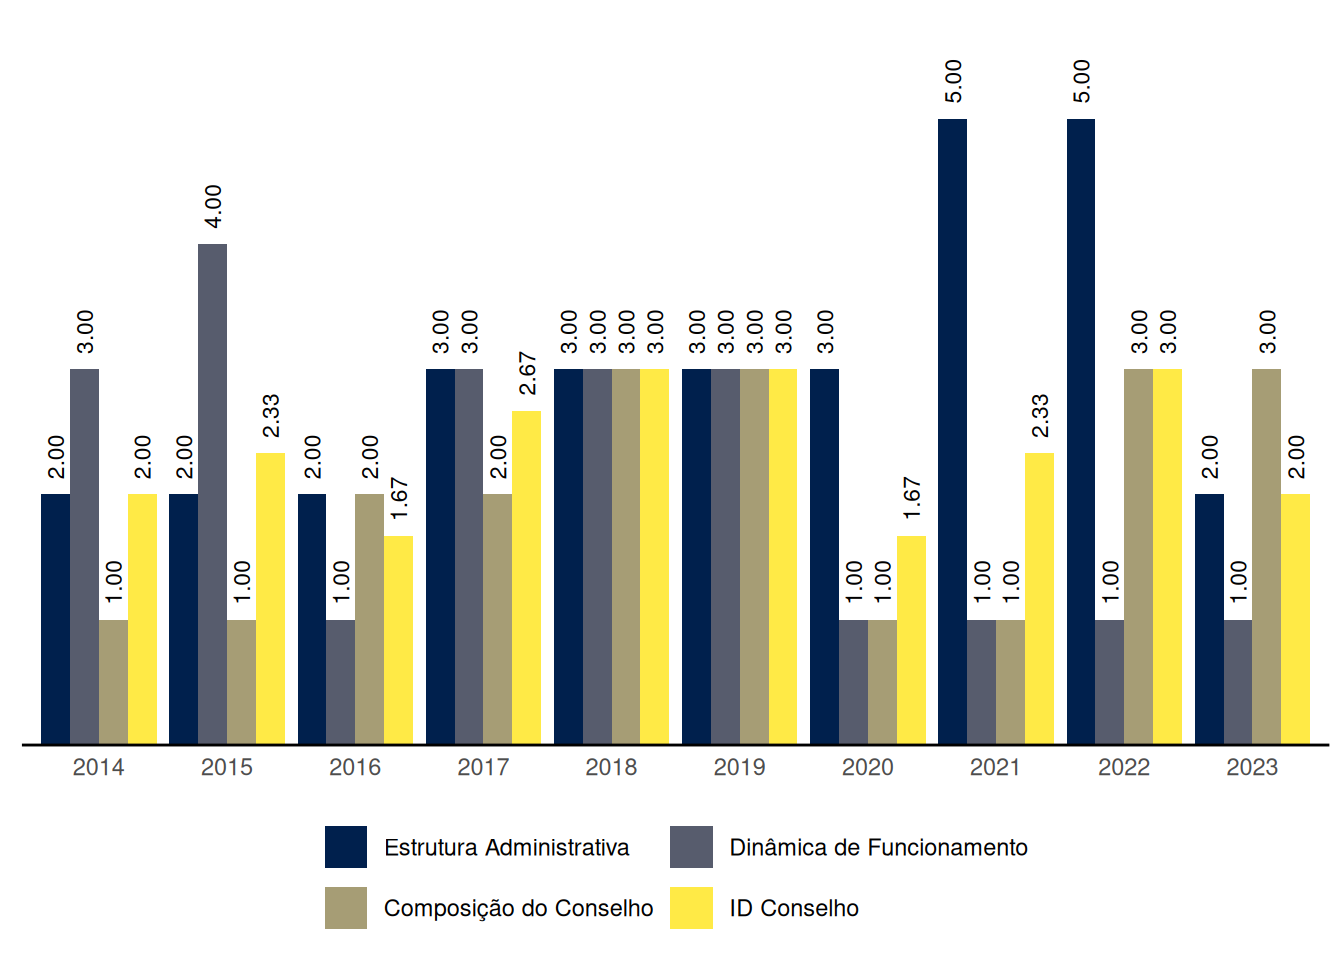 5.00 5.00
4.00
3.00 3.00 3.00 3.00 3.00 3.00 3.00 3.00 3.00 3.00 3.00 3.00 3.00 3.00 3.00
2.67
2.33 2.33
2.00 2.00 2.00 2.00 2.00 2.00 2.00 2.00
1.67 1.67
1.00 1.00 1.00 1.00 1.00 1.00 1.00 1.00 1.00
2014 2015 2016 2017 2018 2019 2020 2021 2022 2023
Estrutura Administrativa Dinâmica de Funcionamento
Composição do Conselho ID Conselho